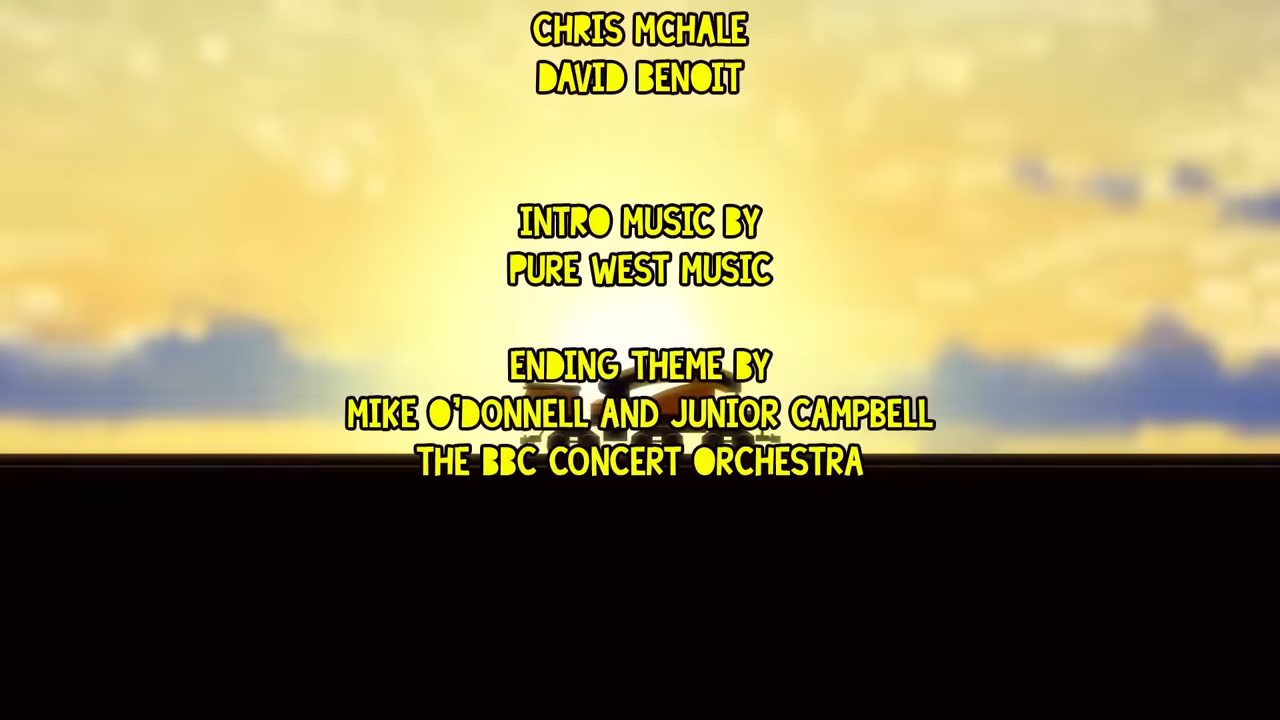 CHRIS MCHALE
DAVID BENOIT
INTRO MUSIC BY
PURE WEST MUSIC
ENDING THEME BY
MIKE O'DONNELL AND JUNIOR CAMPBELL
THE BBC CONCERT ORCHESTRA